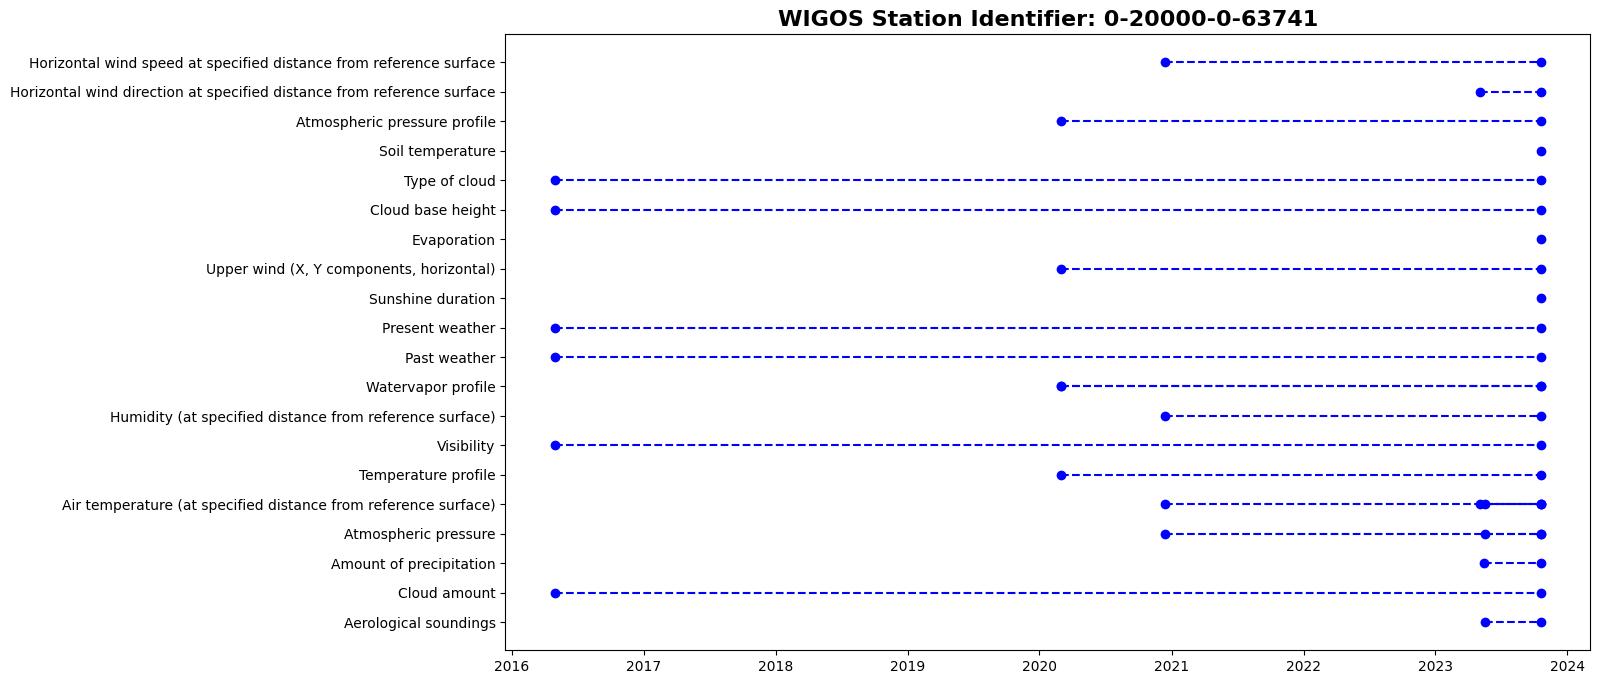 WIGOS Station Identifier: 0-20000-0-63741
Horizontal wind speed at specified distance from reference surface
Horizontal wind direction at specified distance from reference surface
Atmospheric pressure profile
Soil temperature
Type of cloud
Cloud base height
Evaporation
Upper wind (X, Y components, horizontal)
Sunshine duration
Present weather
Past weather
Watervapor profile
Humidity (at specified distance from reference surface)
Visibility
Temperature profile
Air temperature (at specified distance from reference surface)
Atmospheric pressure
Amount of precipitation
Cloud amount
Aerological soundings
2016 2017 2018 2019 2020 2021 2022 2023 2024